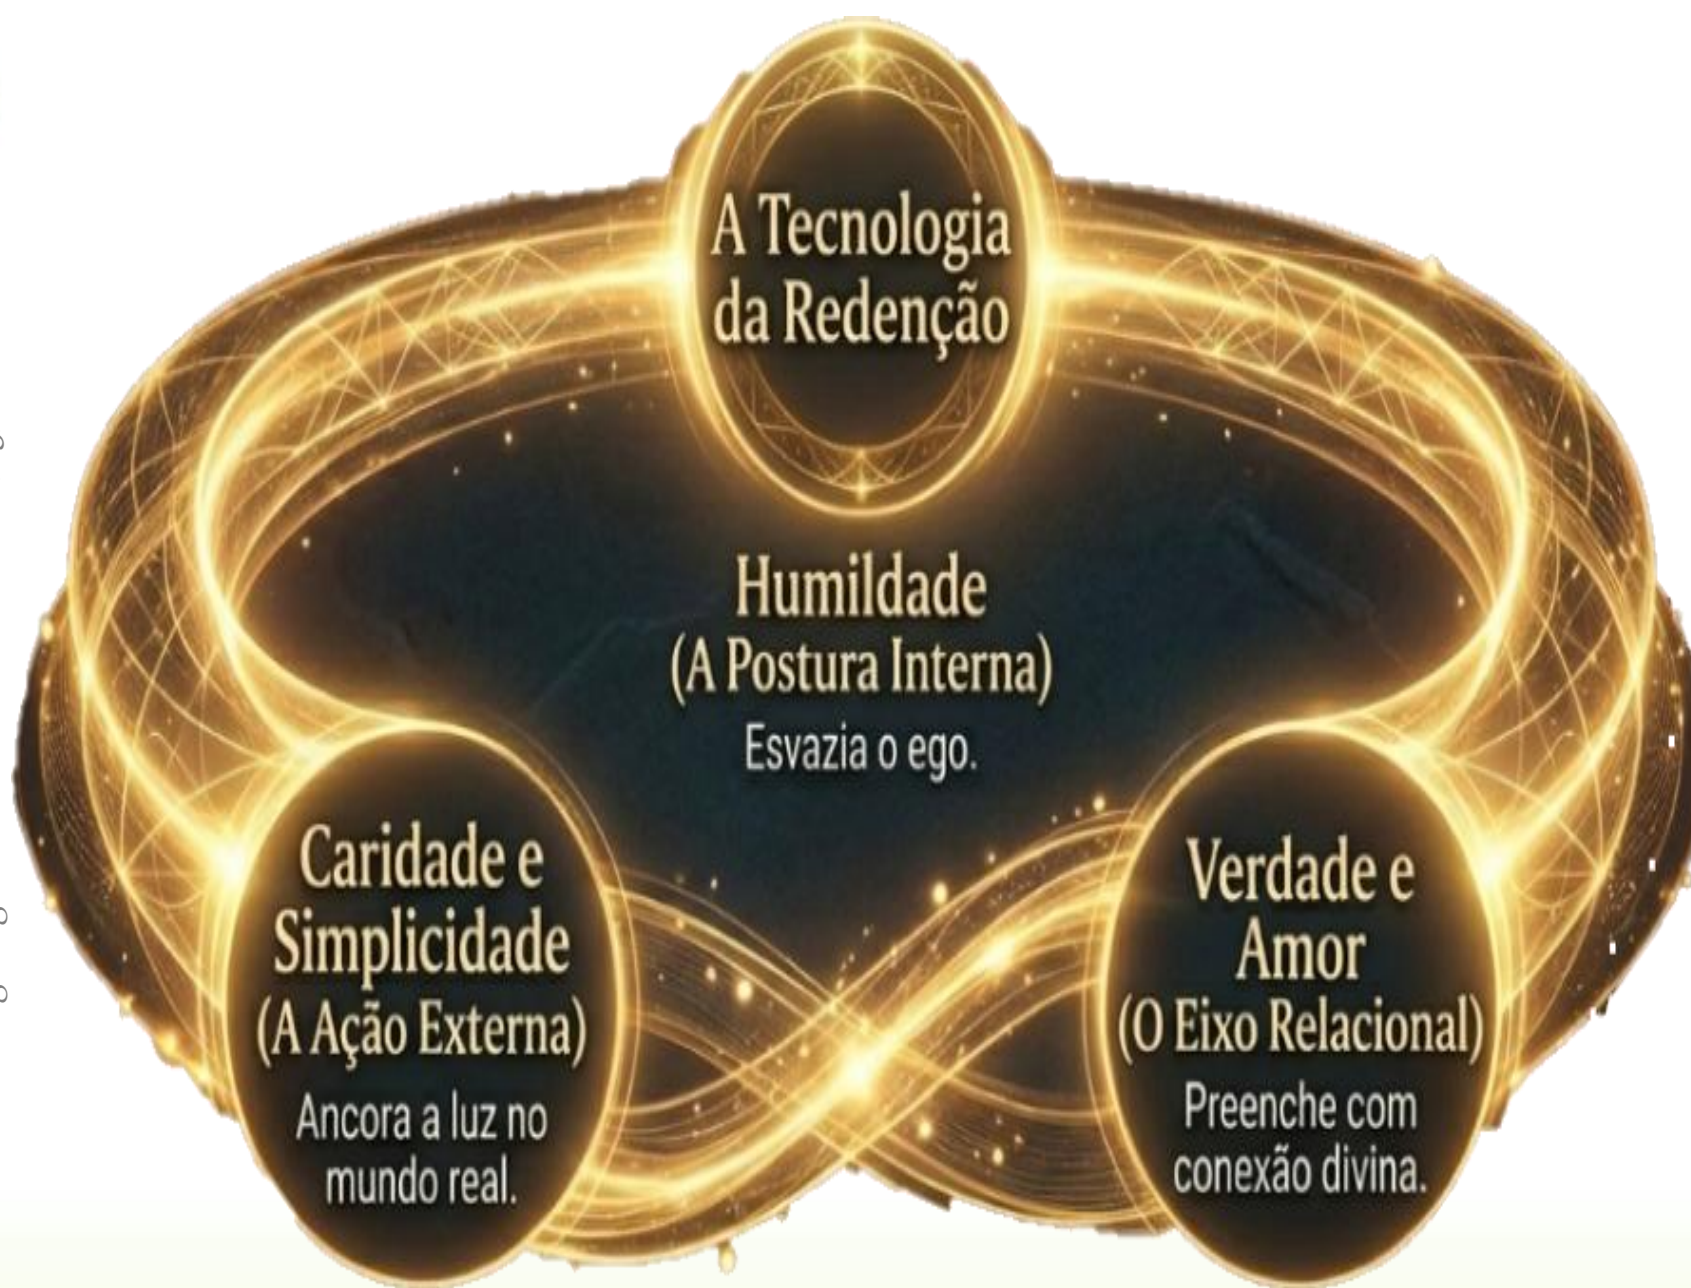 A Tecnologia
da Redenção
Humildade
(A Postura Interna)
Esvazia o ego.
Caridade e
Simplicidade
(A Ação Externa)
Ancora a luz no
mundo real.
Verdade e
Amor
(O Eixo Relacional)
Preenche com
conexão divina.